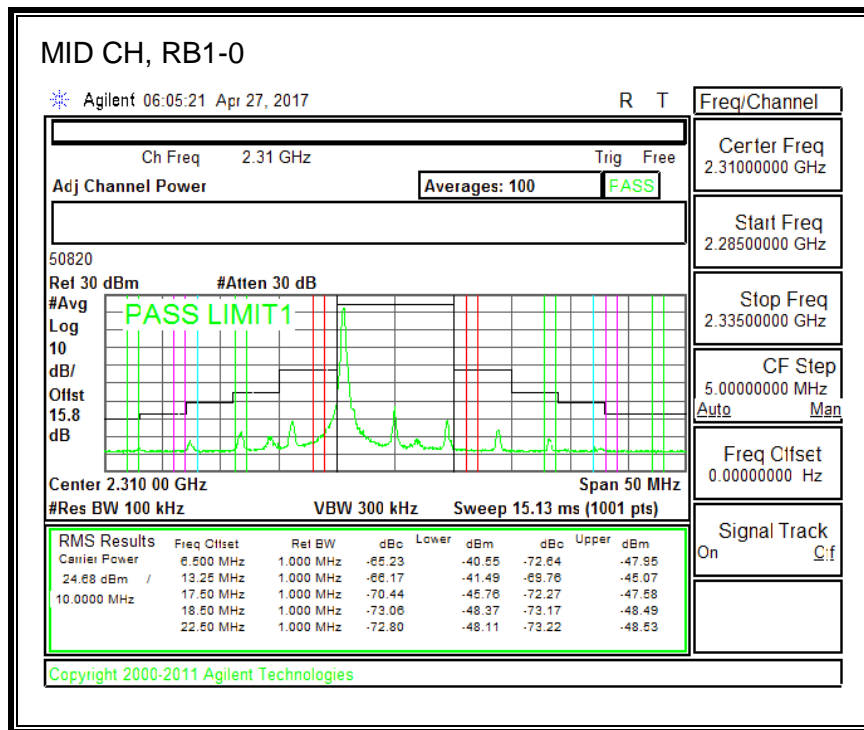 MID CH, RB1-0
Agilent 06:05:21 Apr 27, 2017 R T
Ch Freq 2.31 GHz Trig Free
Adj Channel Power Averages: 100 PASS
50820
Ref 30 dBm #Atten 30 dB
#Avg
Log
10
dB/
Offst
15.8
dB
PASS LIMIT1
Center 2.310 00 GHz Span 50 MHz
#Res BW 100 kHz VBW 300 kHz Sweep 15.13 ms (1001 pts)
RMS Results Freq Offset Ref BW dBc Lower dBm dBc Upper dBm
Carrier Power 6.500 MHz 1.000 MHz -65.23 -40.55 -72.64 -47.95
24.68 dBm / 13.25 MHz 1.000 MHz -66.17 -41.49 -69.76 -45.07
10.0000 MHz 17.50 MHz 1.000 MHz -70.44 -45.76 -72.27 -47.58
18.50 MHz 1.000 MHz -73.06 -48.37 -73.17 -48.49
22.50 MHz 1.000 MHz -72.80 -48.11 -73.22 -48.53
Copyright 2000-2011 Agilent Technologies
Freq/Channel
Center Freq
2.31000000 GHz
Start Freq
2.28500000 GHz
Stop Freq
2.33500000 GHz
CF Step
5.00000000 MHz
Auto Man
Freq Offset
0.00000000 Hz
Signal Track
On Off